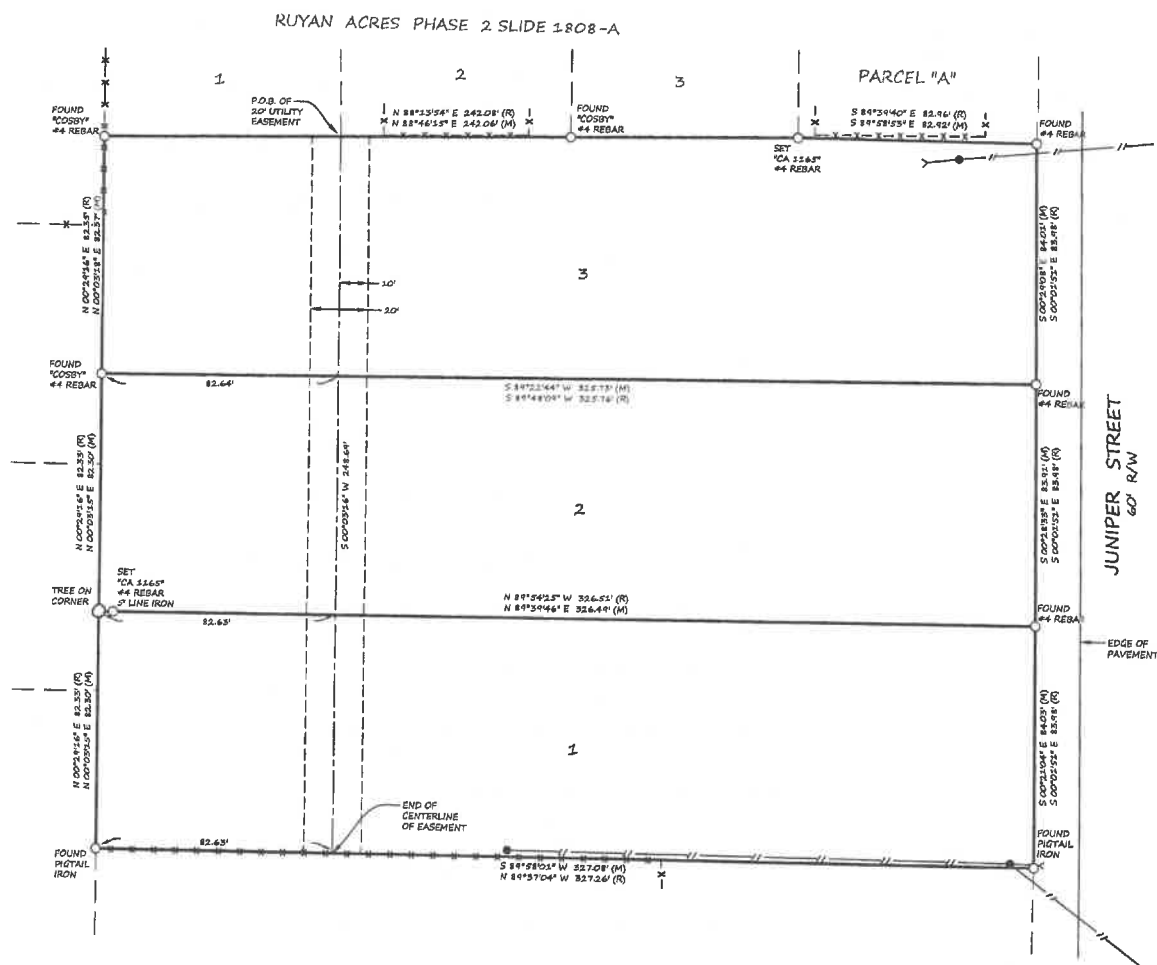 RUYAN ACRES PHASE 2 SLIDE 1808-A
1
2
3
PARCEL "A"
FOUND
"COSBY"
#4 REBAR
P.O.B. OF
20' UTILITY
EASEMENT
N 88°23'54" E 242.08' (R)
N 88°46'15" E 242.06' (M)
FOUND
"COSBY"
#4 REBAR
S 89°39'40" E 82.96' (R)
S 89°58'53" E 82.92' (M)
FOUND
#4 REBAR
SET
"CA 1165"
#4 REBAR
N 00°29'16" E 82.33' (R)
N 00°03'18" E 82.37' (M)
S 00°29'08" E 84.01' (M)
S 00°01'52" E 83.98' (R)
3
10'
20'
FOUND
"COSBY"
#4 REBAR
82.64'
S 89°22'44" W 325.73' (M)
S 89°48'09" W 325.76' (R)
FOUND
#4 REBAR
JUNIPER STREET
60' R/W
N 00°29'16" E 82.33' (R)
N 00°03'15" E 82.30' (M)
S 00°03'16" W 248.69'
2
S 00°28'33" E 83.92' (M)
S 00°01'52" E 83.98' (R)
SET
"CA 1165"
#4 REBAR
5' LINE IRON
TREE ON
CORNER
82.63'
N 89°54'25" W 326.51' (R)
N 89°39'46" E 326.49' (M)
FOUND
#4 REBAR
EDGE OF
PAVEMENT
N 00°29'16" E 82.33' (R)
N 00°03'15" E 82.30' (M)
1
S 00°21'04" E 84.03' (M)
S 00°01'52" E 83.98' (R)
END OF
CENTERLINE
OF EASEMENT
82.63'
FOUND
PIGTAIL
IRON
S 89°58'01" W 327.08' (M)
N 89°37'04" W 327.26' (R)
FOUND
PIGTAIL
IRON